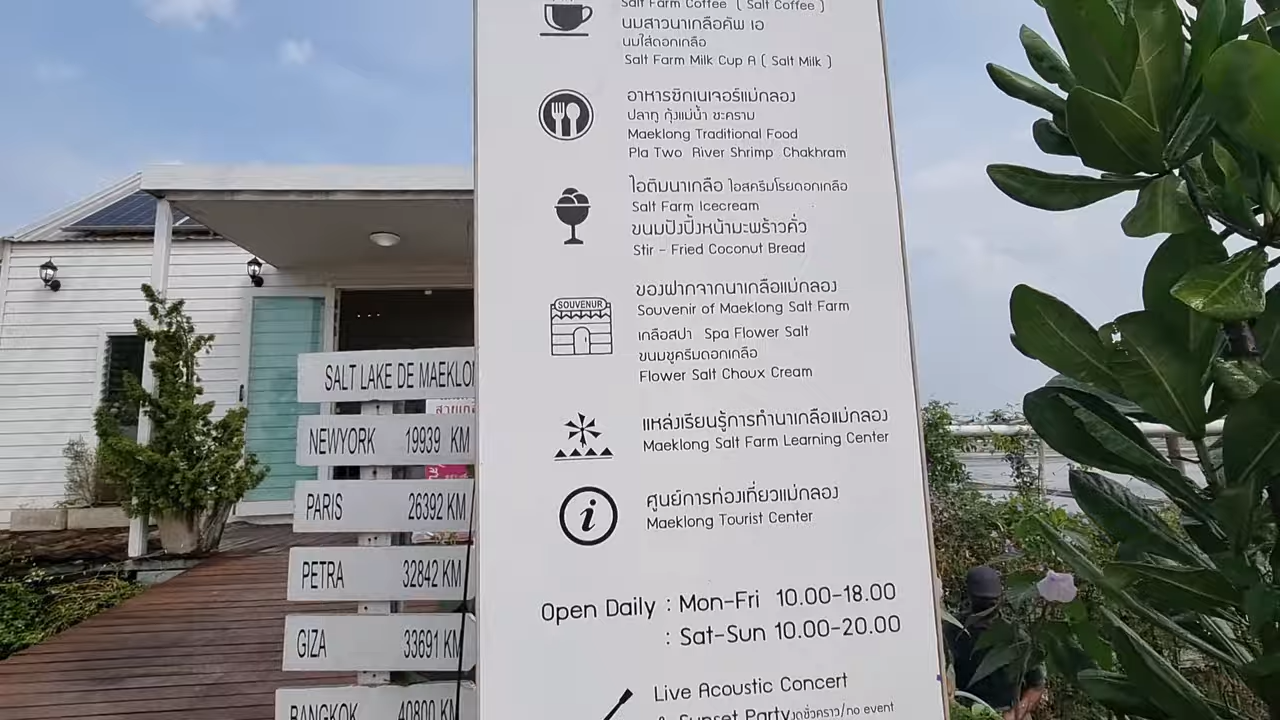 Salt Farm Coffee ( Salt Coffee )
นมสาวนาเกลือคัพ เอ
นมใส่ดอกเกลือ
Salt Farm Milk Cup A ( Salt Milk )
อาหารซิกเนเจอร์แม่กลอง
ปลาทู กุ้งแม่น้ำ ชะคราม
Maeklong Traditional Food
Pla Two River Shrimp Chakhram
ไอติมนาเกลือ ไอสครีมโรยดอกเกลือ
Salt Farm Icecream
ขนมปังปิ้งหน้ามะพร้าวคั่ว
Stir - Fried Coconut Bread
SOUVENUR
ของฝากจากนาเกลือแม่กลอง
Souvenir of Maeklong Salt Farm
เกลือสปา Spa Flower Salt
ขนมชูครีมดอกเกลือ
Flower Salt Choux Cream
แหล่งเรียนรู้การทำนาเกลือแม่กลอง
Maeklong Salt Farm Learning Center
i
ศูนย์การท่องเที่ยวแม่กลอง
Maeklong Tourist Center
Open Daily : Mon-Fri 10.00-18.00
: Sat-Sun 10.00-20.00
Live Acoustic Concert
& Sunset Party งดชั่วคราว/no event
SALT LAKE DE MAEKLO
NEWYORK 19939 KM
PARIS 26392 KM
PETRA 32842 KM
GIZA 33691 KM
BANGKOK 40800 KM